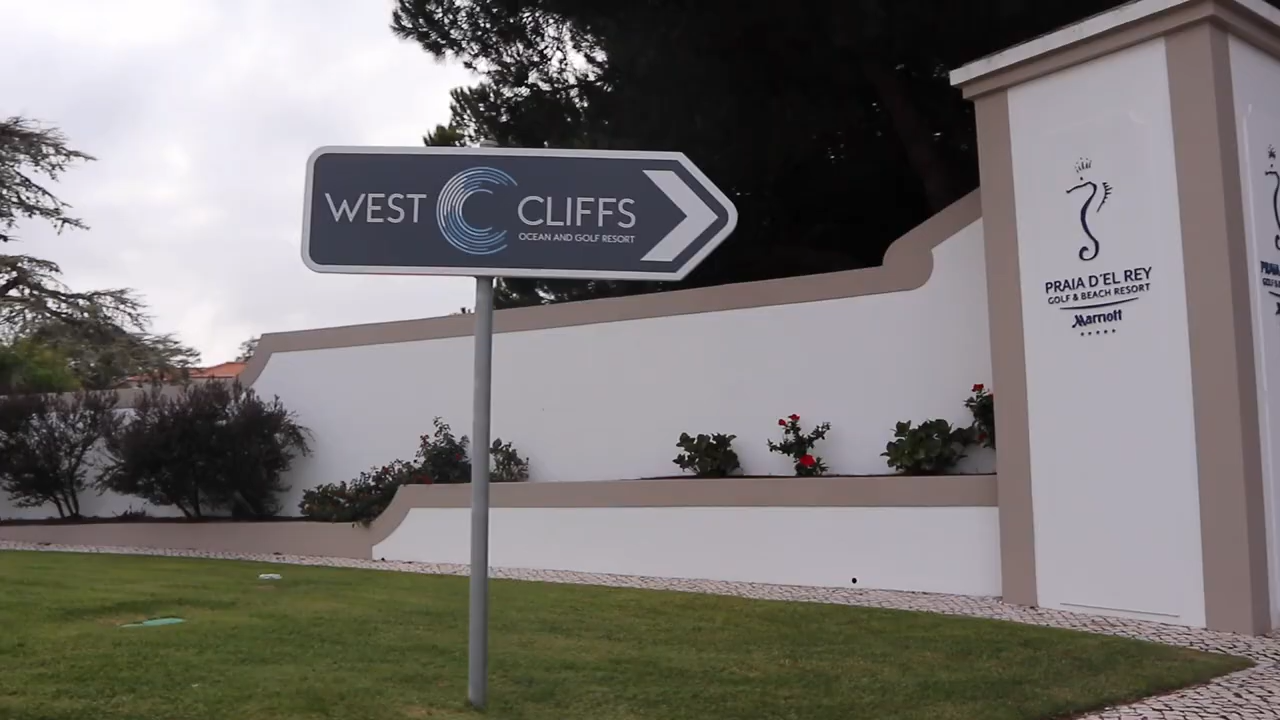 WEST CLIFFS
OCEAN AND GOLF RESORT
PRAIA D'EL REY
GOLF & BEACH RESORT
Marriott